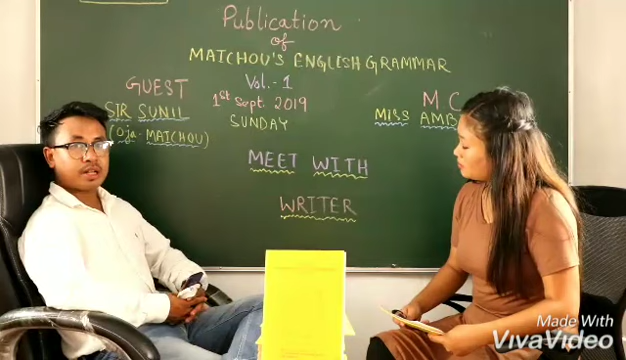 Publication
of
MATCHOU'S ENGLISH GRAMMAR
Vol.-1
1st Sept. 2019
SUNDAY
GUEST
SIR SUNIL
(Oja-MATCHOU)
M C
MISS
MEET WITH
WRITER
Made With
VivaVideo